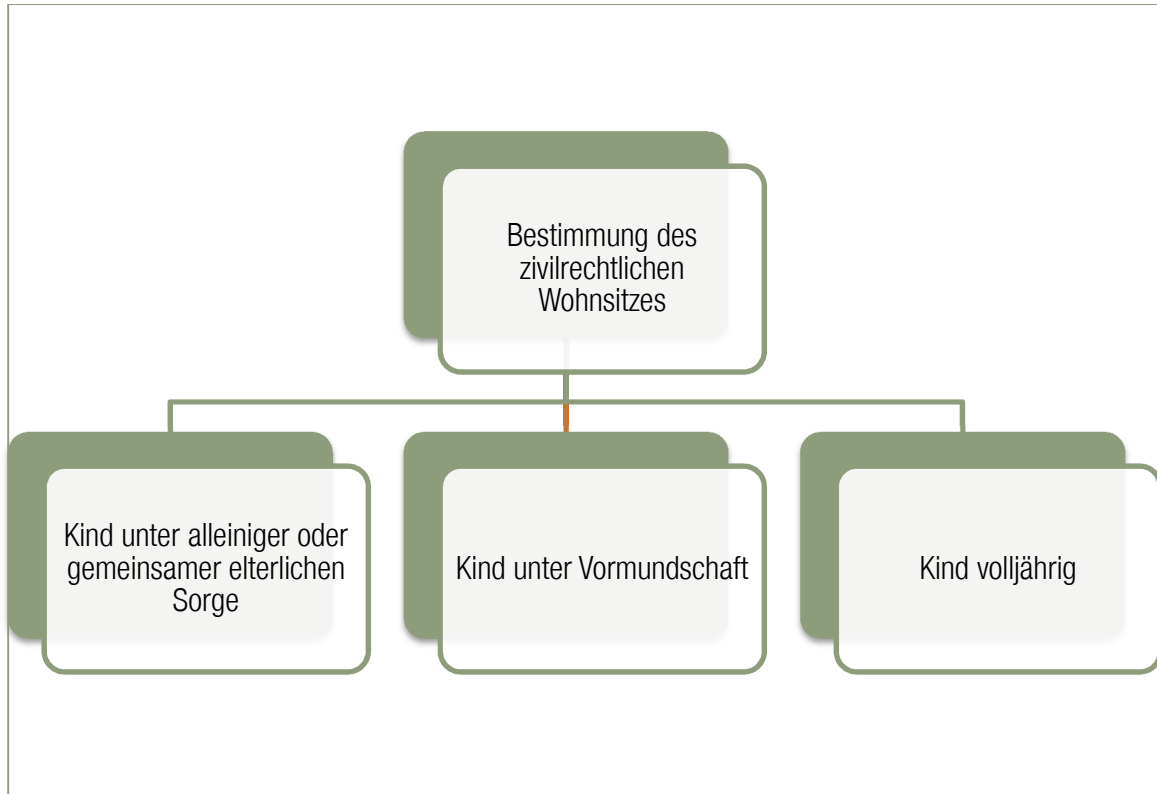 Bestimmung des
zivilrechtlichen
Wohnsitzes
Kind unter alleiniger oder
gemeinsamer elterlichen
Sorge
Kind unter Vormundschaft
Kind volljährig